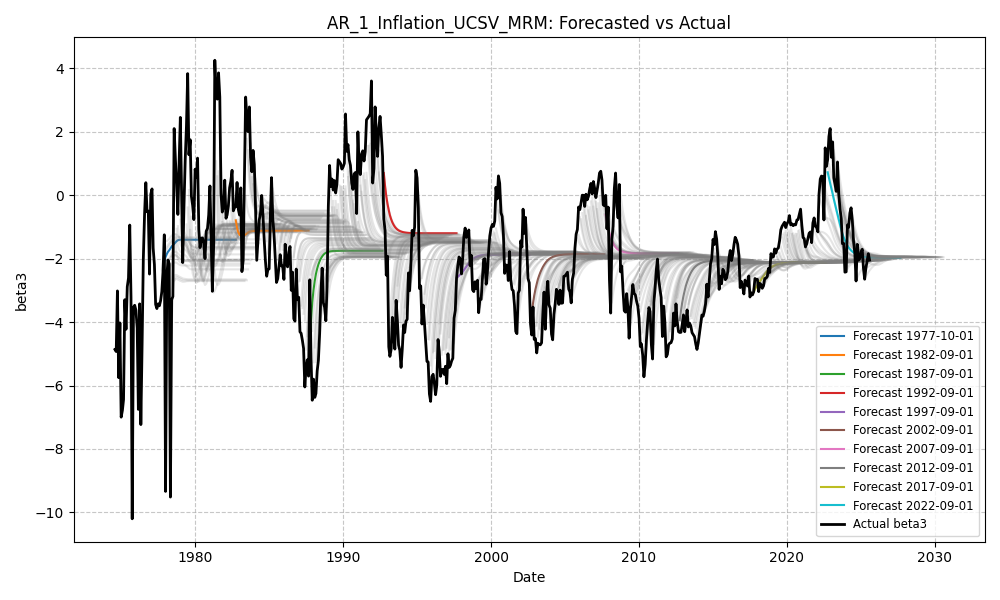 AR_1_Inflation_UCSV_MRM: Forecasted vs Actual
beta3
4
2
0
−2
−4
−6
−8
−10
1980
1990
2000
2010
2020
2030
Date
Forecast 1977-10-01
Forecast 1982-09-01
Forecast 1987-09-01
Forecast 1992-09-01
Forecast 1997-09-01
Forecast 2002-09-01
Forecast 2007-09-01
Forecast 2012-09-01
Forecast 2017-09-01
Forecast 2022-09-01
Actual beta3